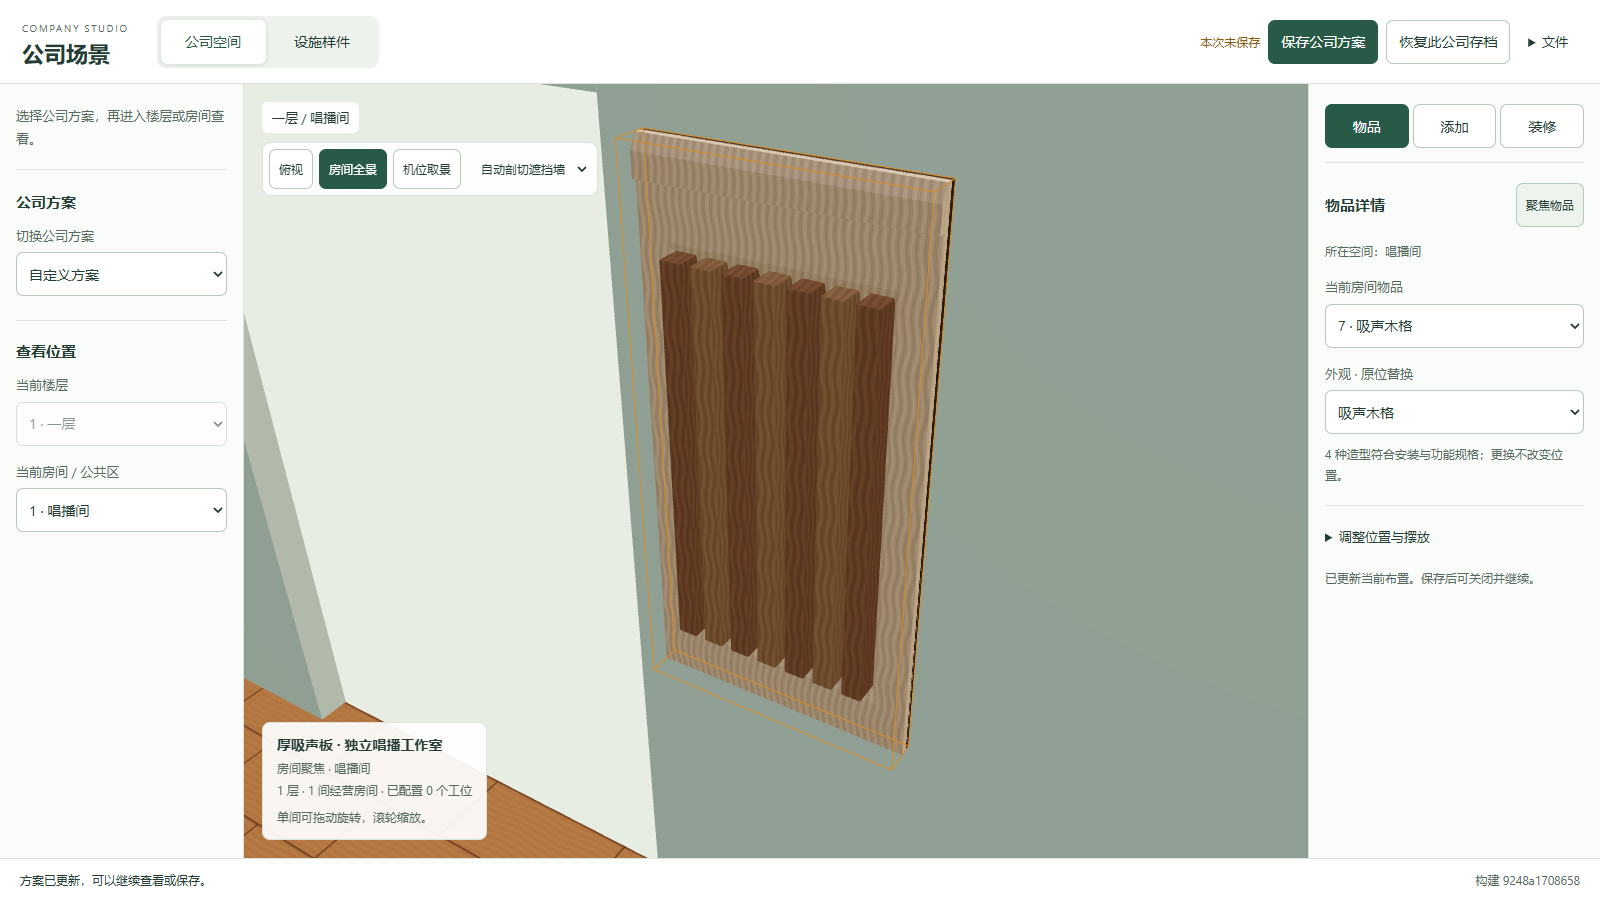 COMPANY STUDIO
公司场景
公司空间
设施样件
本次未保存
保存公司方案
恢复此公司存档
文件
选择公司方案，再进入楼层或房间查
看。
公司方案
切换公司方案
自定义方案
查看位置
当前楼层
1 · 一层
当前房间 / 公共区
1 · 唱播间
一层 / 唱播间
俯视
房间全景
机位取景
自动剖切遮挡墙
厚吸声板 · 独立唱播工作室
房间聚焦 · 唱播间
1 层 · 1 间经营房间 · 已配置 0 个工位
单间可拖动旋转，滚轮缩放。
物品
添加
装修
物品详情
聚焦物品
所在空间：唱播间
当前房间物品
7 · 吸声木格
外观 · 原位替换
吸声木格
4 种造型符合安装与功能规格；更换不改变位
置。
调整位置与摆放
已更新当前布置。保存后可关闭并继续。
方案已更新，可以继续查看或保存。
构建 9248a1708658